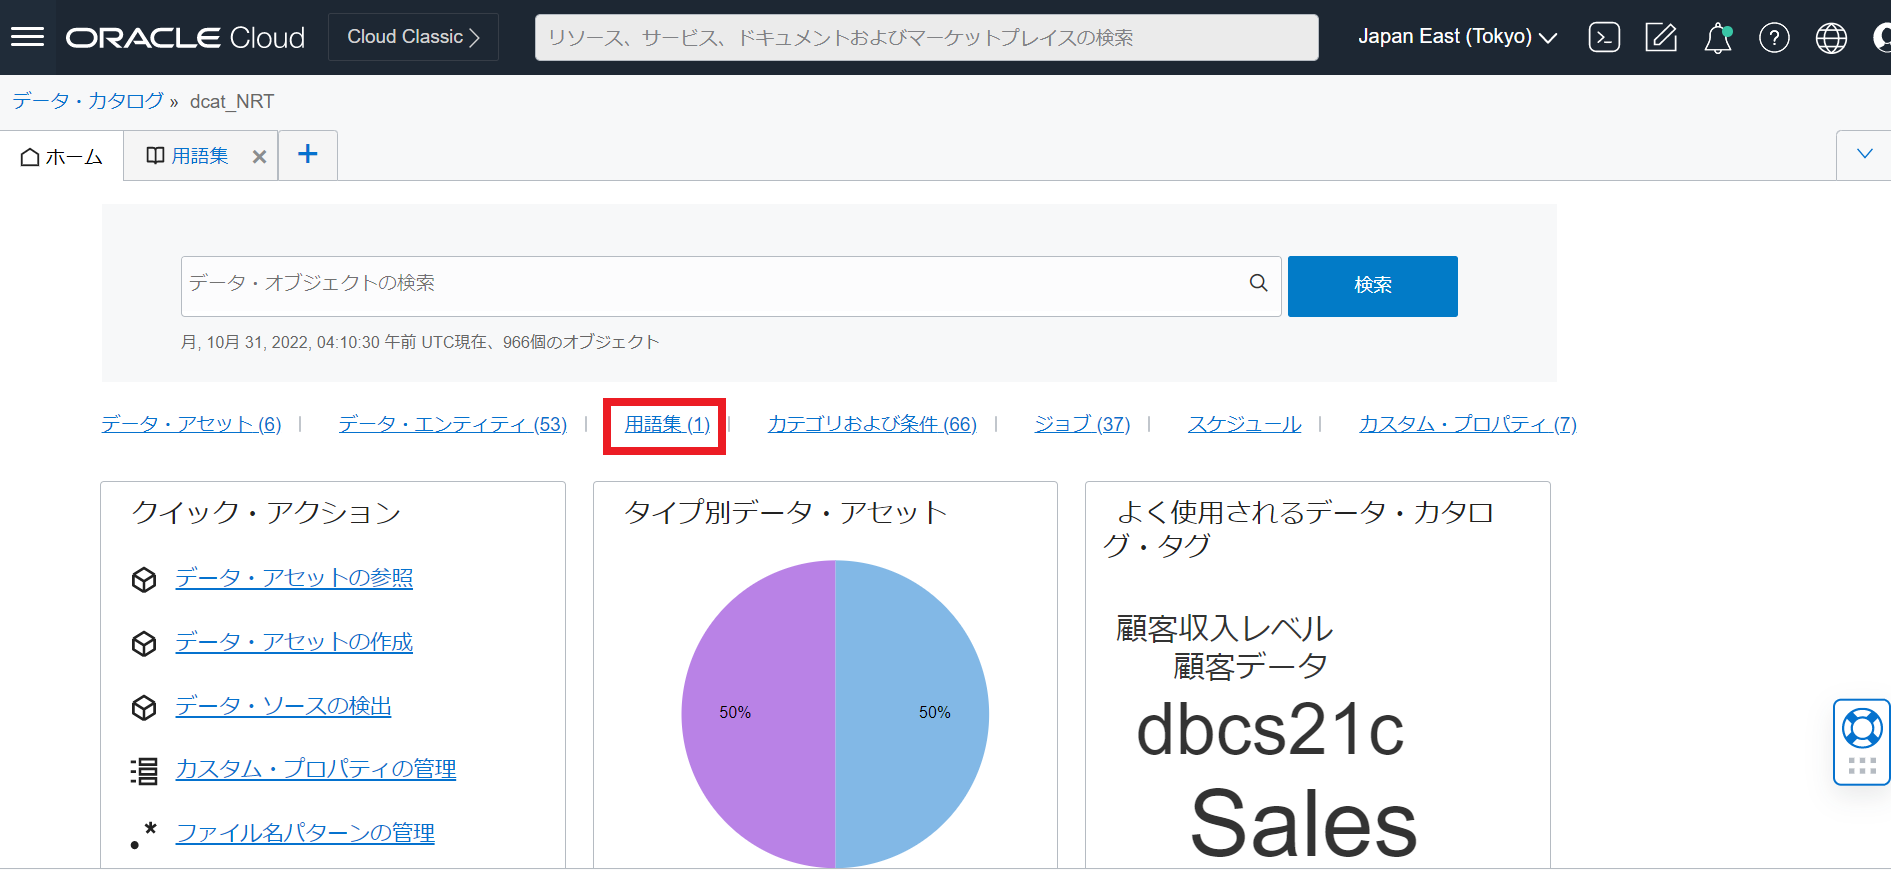 ORACLE Cloud
Cloud Classic
リソース、サービス、ドキュメントおよびマーケットプレイスの検索
Japan East (Tokyo)
データ・カタログ » dcat_NRT
ホーム
用語集
データ・オブジェクトの検索
検索
月, 10月 31, 2022, 04:10:30 午前 UTC現在、966個のオブジェクト
データ・アセット (6) | データ・エンティティ (53) | 用語集 (1) | カテゴリおよび条件 (66) | ジョブ (37) | スケジュール | カスタム・プロパティ (7)
クイック・アクション
データ・アセットの参照
データ・アセットの作成
データ・ソースの検出
カスタム・プロパティの管理
ファイル名パターンの管理
タイプ別データ・アセット
50%
50%
よく使用されるデータ・カタロ
グ・タグ
顧客収入レベル
顧客データ
dbcs21c
Sales